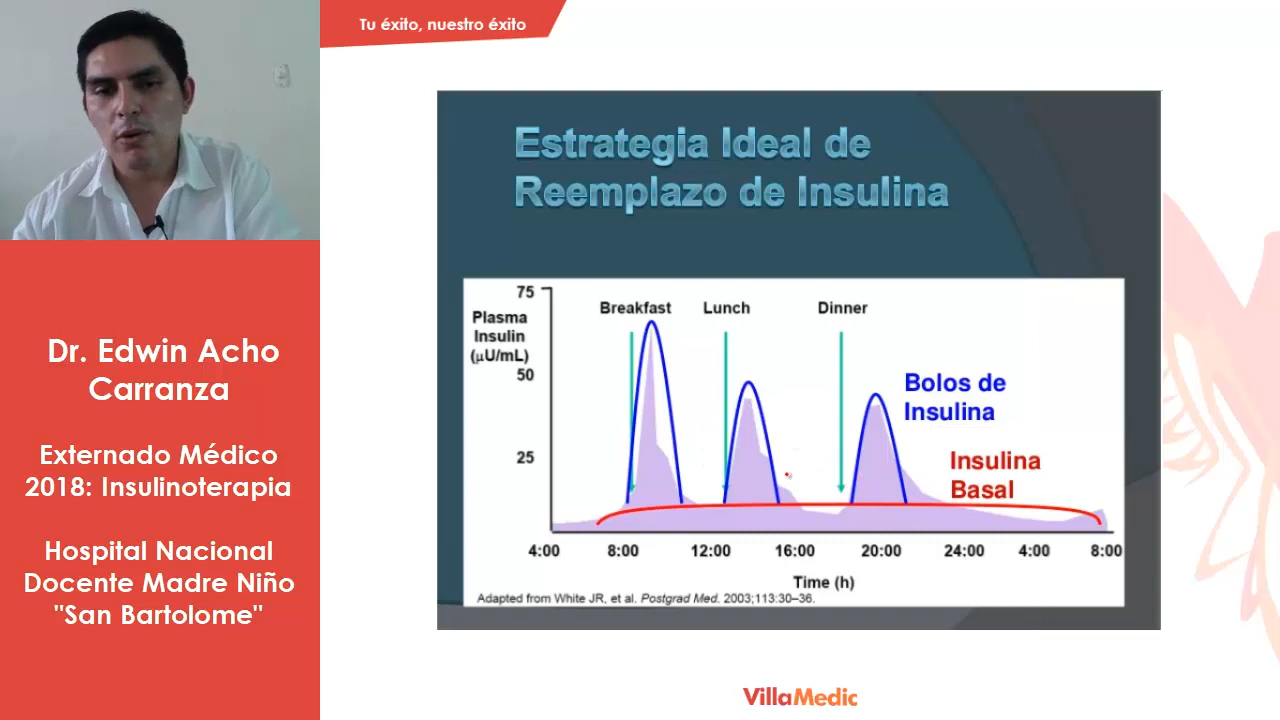 Tu éxito, nuestro éxito
Dr. Edwin Acho
Carranza
Externado Médico
2018: Insulinoterapia
Hospital Nacional
Docente Madre Niño
"San Bartolome"
Estrategia Ideal de
Reemplazo de Insulina
75
Plasma
Insulin
(μU/mL)
50
25
Breakfast
Lunch
Dinner
Bolos de
Insulina
Insulina
Basal
4:00
8:00
12:00
16:00
20:00
24:00
4:00
8:00
Time (h)
Adapted from White JR, et al. Postgrad Med. 2003;113:30–36.
VillaMedic